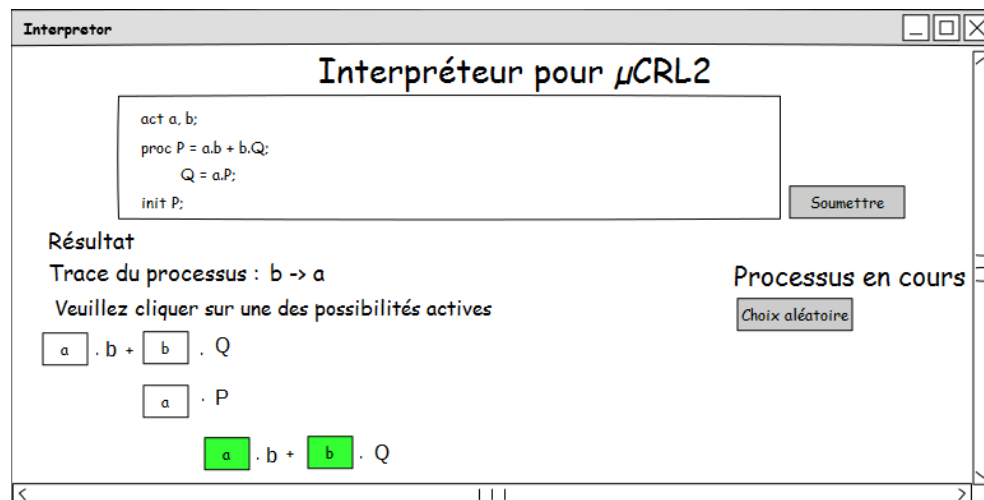 Interpretor
Interpréteur pour µCRL2
act a, b;
proc P = a.b + b.Q;
Q = a.P;
init P;
Soumettre
Résultat
Trace du processus : b -> a
Processus en cours
Veuillez cliquer sur une des possibilités actives
Choix aléatoire
a . b + b . Q
a . P
a . b + b . Q